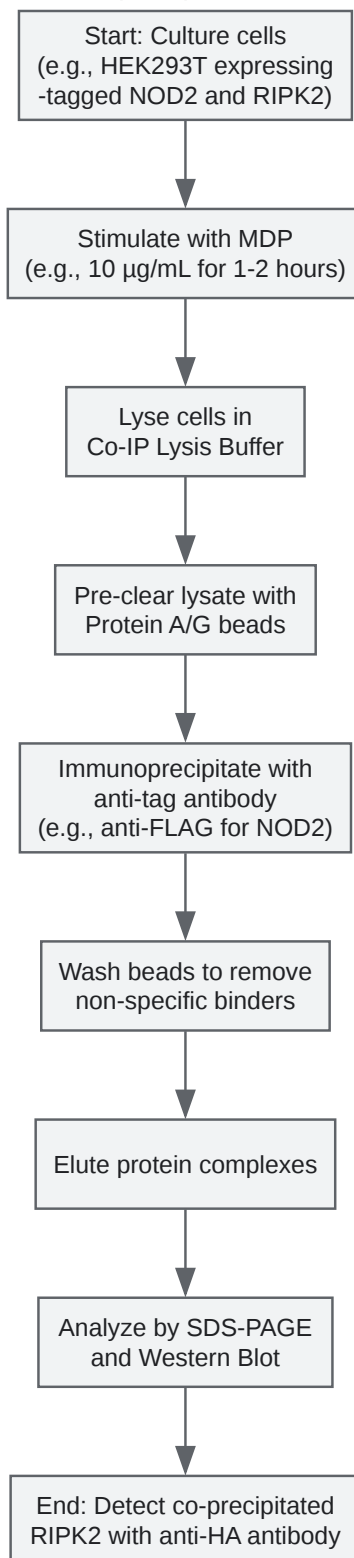 Start: Culture cells
(e.g., HEK293T expressing
-tagged NOD2 and RIPK2)
Stimulate with MDP
(e.g., 10 µg/mL for 1-2 hours)
Lyse cells in
Co-IP Lysis Buffer
Pre-clear lysate with
Protein A/G beads
Immunoprecipitate with
anti-tag antibody
(e.g., anti-FLAG for NOD2)
Wash beads to remove
non-specific binders
Elute protein complexes
Analyze by SDS-PAGE
and Western Blot
End: Detect co-precipitated
RIPK2 with anti-HA antibody